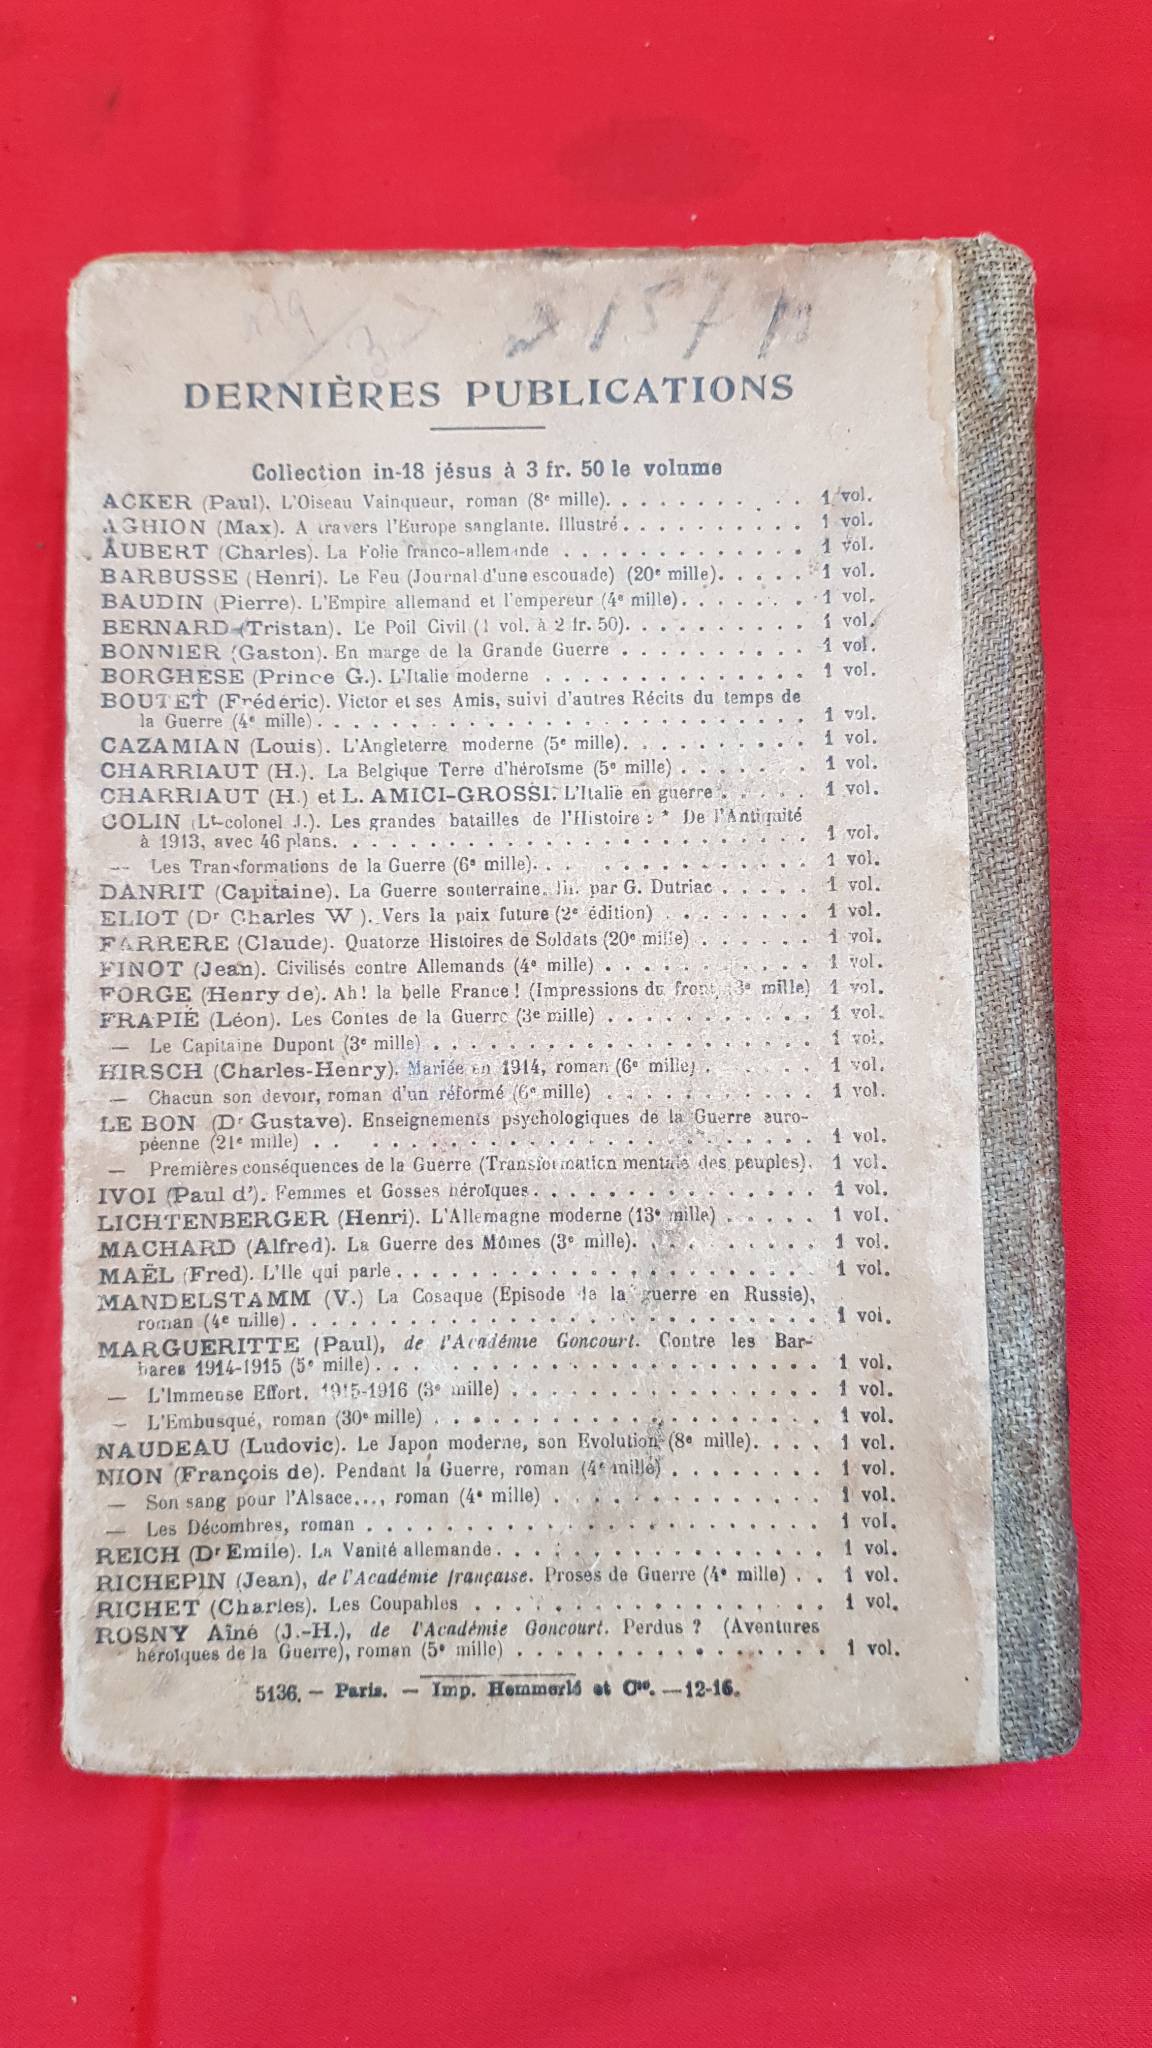 157
DERNIÈRES PUBLICATIONS
Collection in-18 jésus à 3 fr. 50 le volume
ACKER (Paul). L'Oiseau Vainqueur, roman (8e mille). . . . . . . . . . 1 vol.
AGHION (Max). A travers l'Europe sanglante. Illustré . . . . . . . . . . 1 vol.
AUBERT (Charles). La Folie franco-allemande . . . . . . . . . . . . . 1 vol.
BARBUSSE (Henri). Le Feu (Journal d'une escouade) (20e mille). . . . . 1 vol.
BAUDIN (Pierre). L'Empire allemand et l'empereur (4e mille). . . . . . . 1 vol.
BERNARD (Tristan). Le Poil Civil (1 vol. à 2 fr. 50). . . . . . . . . . 1 vol.
BONNIER (Gaston). En marge de la Grande Guerre . . . . . . . . . . 1 vol.
BORGHÈSE (Prince G.). L'Italie moderne . . . . . . . . . . . . . 1 vol.
BOUTET (Frédéric). Victor et ses Amis, suivi d'autres Récits du temps de
la Guerre (4e mille). . . . . . . . . . . . . . . . . . . . . . . 1 vol.
CAZAMIAN (Louis). L'Angleterre moderne (5e mille). . . . . . . . . . 1 vol.
CHARRIAUT (H.). La Belgique Terre d'héroïsme (5e mille) . . . . . . . 1 vol.
CHARRIAUT (H.) et L. AMICI-GROSSI. L'Italie en guerre . . . . . 1 vol.
COLIN (Lt-colonel J.). Les grandes batailles de l'Histoire : * De l'Antiquité
à 1913, avec 46 plans. . . . . . . . . . . . . . . . . . . . . . . 1 vol.
— Les Transformations de la Guerre (6e mille). . . . . . . . . . . . . 1 vol.
DANRIT (Capitaine). La Guerre souterraine. Ill. par G. Dutriac . . . . . 1 vol.
ELIOT (Dr Charles W.). Vers la paix future (2e édition) . . . . . . . . 1 vol.
FARRERE (Claude). Quatorze Histoires de Soldats (20e mille) . . . . . . 1 vol.
FINOT (Jean). Civilisés contre Allemands (4e mille) . . . . . . . . . . 1 vol.
FORGE (Henry de). Ah! la belle France! (Impressions du front) (3e mille) 1 vol.
FRAPIÉ (Léon). Les Contes de la Guerre (3e mille) . . . . . . . . . . 1 vol.
— Le Capitaine Dupont (3e mille) . . . . . . . . . . . . . . . . . . 1 vol.
HIRSCH (Charles-Henry). Mariée en 1914, roman (6e mille) . . . . . . 1 vol.
— Chacun son devoir, roman d'un réformé (6e mille) . . . . . . . . . . 1 vol.
LE BON (Dr Gustave). Enseignements psychologiques de la Guerre euro-
péenne (21e mille) . . . . . . . . . . . . . . . . . . . . . . . 1 vol.
— Premières conséquences de la Guerre (Transformation mentale des peuples). 1 vol.
IVOI (Paul d'). Femmes et Gosses héroïques. . . . . . . . . . . . . . 1 vol.
LICHTENBERGER (Henri). L'Allemagne moderne (13e mille) . . . . . 1 vol.
MACHARD (Alfred). La Guerre des Mômes (3e mille). . . . . . . . . 1 vol.
MAËL (Fred). L'Ile qui parle. . . . . . . . . . . . . . . . . . . . 1 vol.
MANDELSTAMM (V.) La Cosaque (Episode de la guerre en Russie),
roman (4e mille). . . . . . . . . . . . . . . . . . . . . . . . . 1 vol.
MARGUERITTE (Paul), de l'Académie Goncourt. Contre les Bar-
bares 1914-1915 (5e mille). . . . . . . . . . . . . . . . . . . . . 1 vol.
— L'Immense Effort. 1915-1916 (3e mille) . . . . . . . . . . . . . . . 1 vol.
— L'Embusqué, roman (30e mille) . . . . . . . . . . . . . . . . . . 1 vol.
NAUDEAU (Ludovic). Le Japon moderne, son Evolution (8e mille). . . . 1 vol.
NION (François de). Pendant la Guerre, roman (4e mille) . . . . . . . . 1 vol.
— Son sang pour l'Alsace..., roman (4e mille) . . . . . . . . . . . . . 1 vol.
— Les Décombres, roman . . . . . . . . . . . . . . . . . . . . . . 1 vol.
REICH (Dr Emile). La Vanité allemande. . . . . . . . . . . . . . . . 1 vol.
RICHEPIN (Jean), de l'Académie française. Proses de Guerre (4e mille) . . 1 vol.
RICHET (Charles). Les Coupables . . . . . . . . . . . . . . . . . . 1 vol.
ROSNY Aîné (J.-H.), de l'Académie Goncourt. Perdus ? (Aventures
héroïques de la Guerre), roman (5e mille) . . . . . . . . . . . . . . . 1 vol.
5136. — Paris. — Imp. Hemmerlé et Cie. — 12-16.